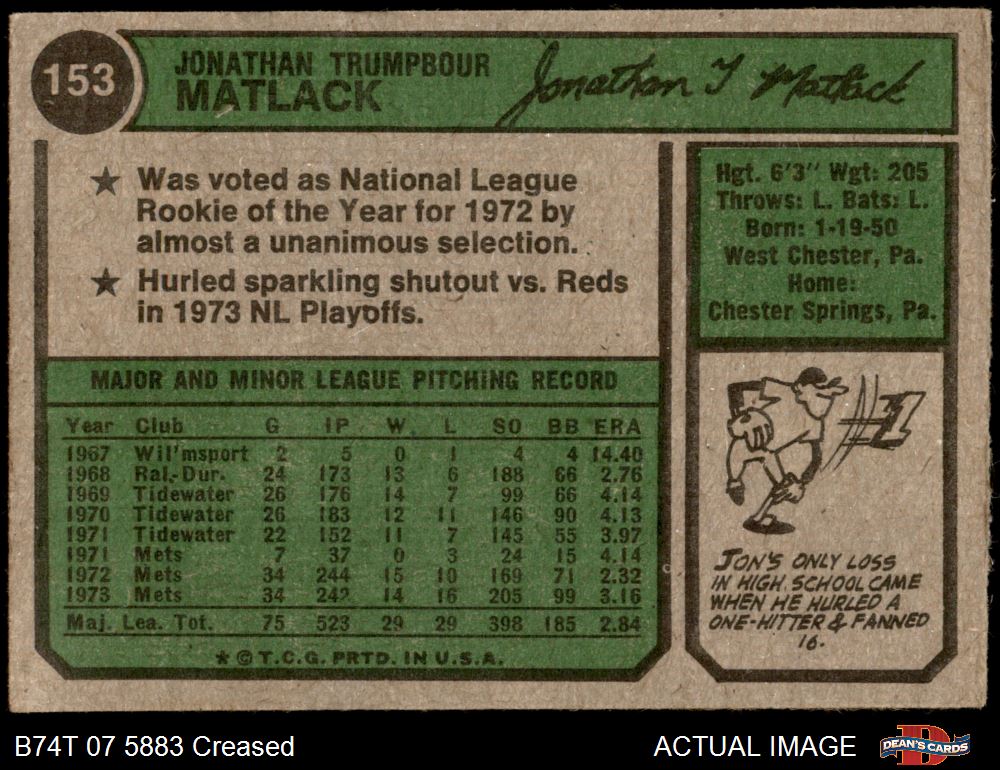 153
JONATHAN TRUMPBOUR
MATLACK
Jonathan T Matlack
★ Was voted as National League
Rookie of the Year for 1972 by
almost a unanimous selection.
★ Hurled sparkling shutout vs. Reds
in 1973 NL Playoffs.
Hgt. 6'3" Wgt: 205
Throws: L. Bats: L.
Born: 1-19-50
West Chester, Pa.
Home:
Chester Springs, Pa.
MAJOR AND MINOR LEAGUE PITCHING RECORD
Year Club G IP W. L SO BB ERA
1967 Wil'msport 2 5 0 1 4 4 14.40
1968 Ral.-Dur. 24 173 13 6 188 66 2.76
1969 Tidewater 26 176 14 7 99 66 4.14
1970 Tidewater 26 183 12 11 146 90 4.13
1971 Tidewater 22 152 11 7 145 55 3.97
1971 Mets 7 37 0 3 24 15 4.14
1972 Mets 34 244 15 10 169 71 2.32
1973 Mets 34 242 14 16 205 99 3.16
Maj. Lea. Tot. 75 523 29 29 398 185 2.84
★ © T.C.G. PRTD. IN U.S.A.
#1
JON'S ONLY LOSS
IN HIGH SCHOOL CAME
WHEN HE HURLED A
ONE-HITTER & FANNED
16.
B74T 07 5883 Creased
ACTUAL IMAGE
D
DEAN'S CARDS